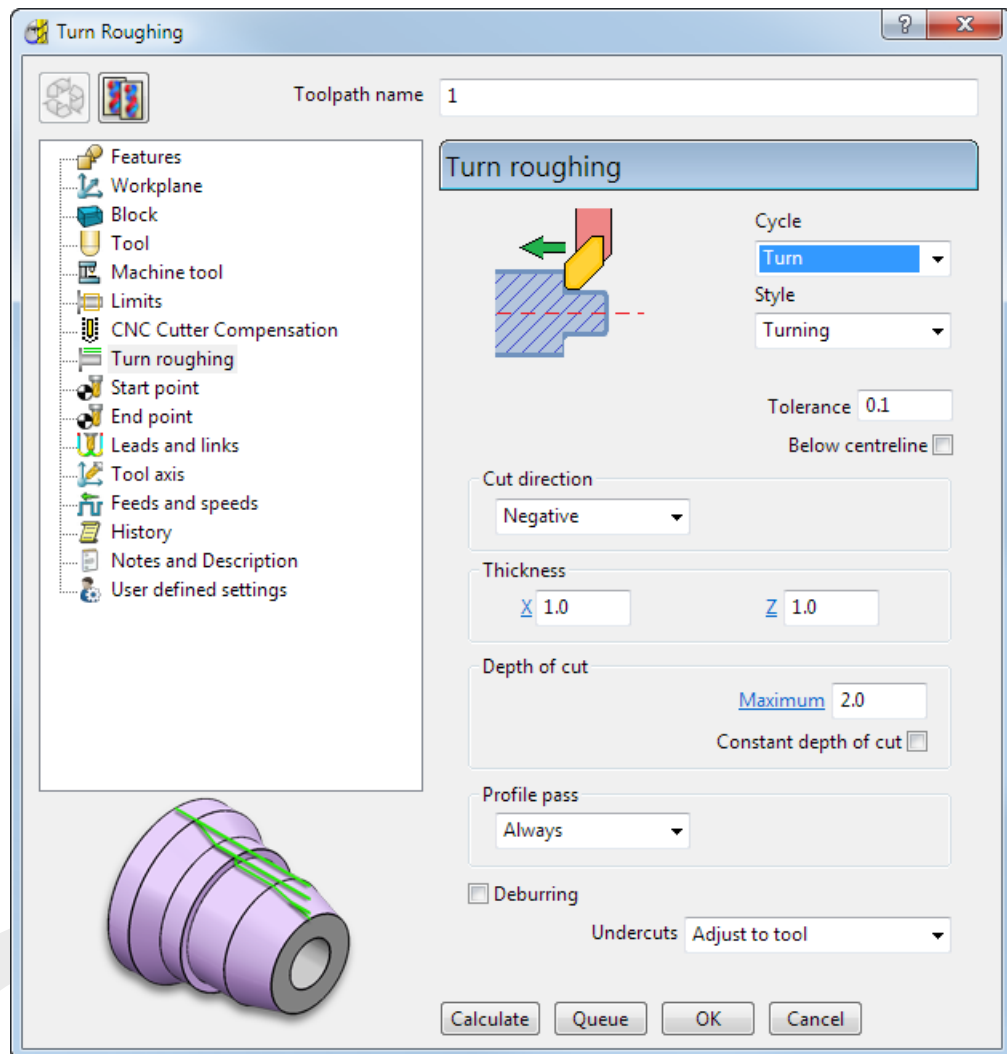 Turn Roughing
Toolpath name 1
Features
Workplane
Block
Tool
Machine tool
Limits
CNC Cutter Compensation
Turn roughing
Start point
End point
Leads and links
Tool axis
Feeds and speeds
History
Notes and Description
User defined settings
Turn roughing
Cycle
Turn
Style
Turning
Tolerance 0.1
Below centreline
Cut direction
Negative
Thickness
X 1.0 Z 1.0
Depth of cut
Maximum 2.0
Constant depth of cut
Profile pass
Always
Deburring
Undercuts Adjust to tool
Calculate Queue OK Cancel